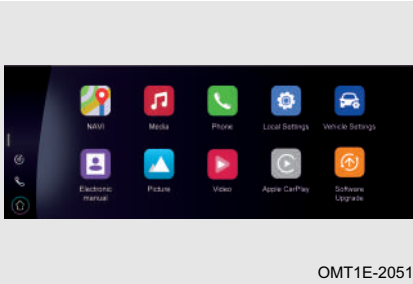 NAVI Media Phone Local Settings Vehicle Settings
Electronic Picture Video Apple CarPlay Software
manual Upgrade
OMT1E-2051